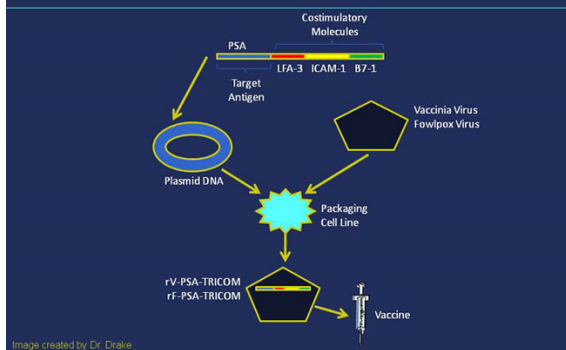 Costimulatory
Molecules
PSA
LFA-3 ICAM-1 B7-1
Target
Antigen
Vaccinia Virus
Fowlpox Virus
Plasmid DNA
Packaging
Cell Line
rV-PSA-TRICOM
rF-PSA-TRICOM
Vaccine
Image created by Dr. Drake